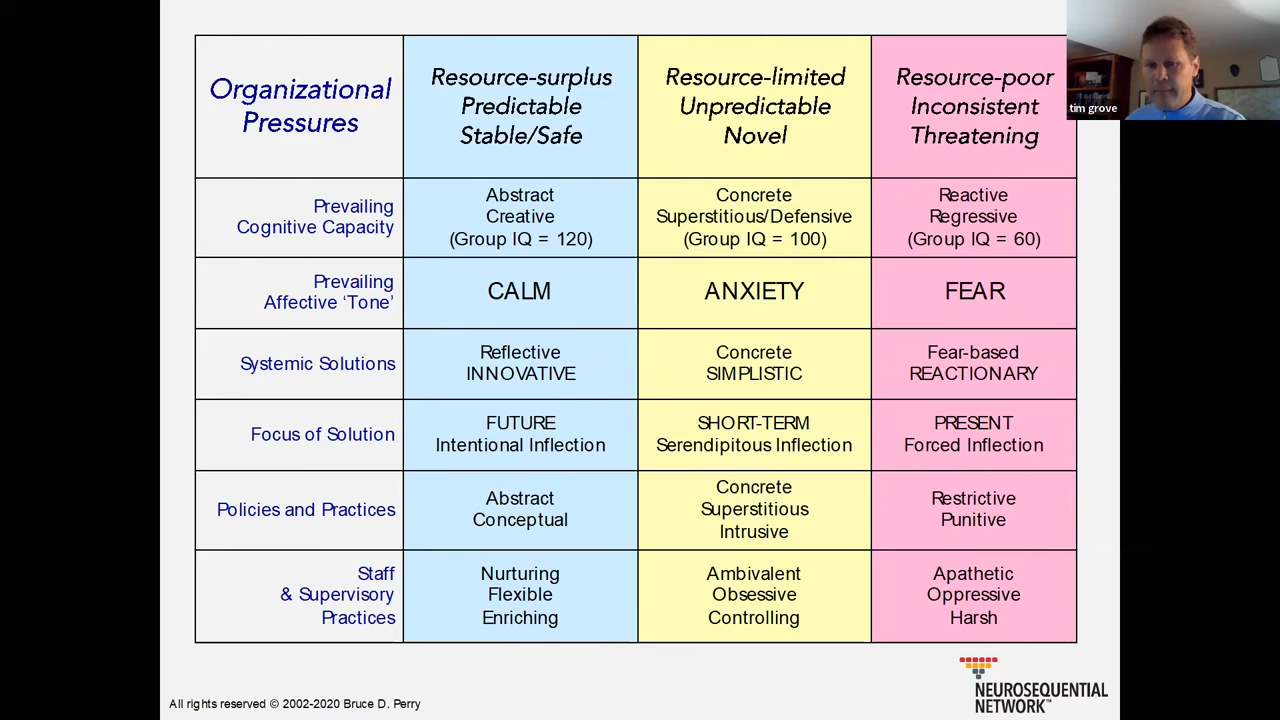 Organizational
Pressures
Resource-surplus
Predictable
Stable/Safe
Resource-limited
Unpredictable
Novel
Resource-poor
Inconsistent
Threatening
tim grove
Prevailing
Cognitive Capacity
Abstract
Creative
(Group IQ = 120)
Concrete
Superstitious/Defensive
(Group IQ = 100)
Reactive
Regressive
(Group IQ = 60)
Prevailing
Affective ‘Tone’
CALM
ANXIETY
FEAR
Systemic Solutions
Reflective
INNOVATIVE
Concrete
SIMPLISTIC
Fear-based
REACTIONARY
Focus of Solution
FUTURE
Intentional Inflection
SHORT-TERM
Serendipitous Inflection
PRESENT
Forced Inflection
Policies and Practices
Abstract
Conceptual
Concrete
Superstitious
Intrusive
Restrictive
Punitive
Staff
& Supervisory
Practices
Nurturing
Flexible
Enriching
Ambivalent
Obsessive
Controlling
Apathetic
Oppressive
Harsh
All rights reserved © 2002-2020 Bruce D. Perry
NEUROSEQUENTIAL
NETWORK™